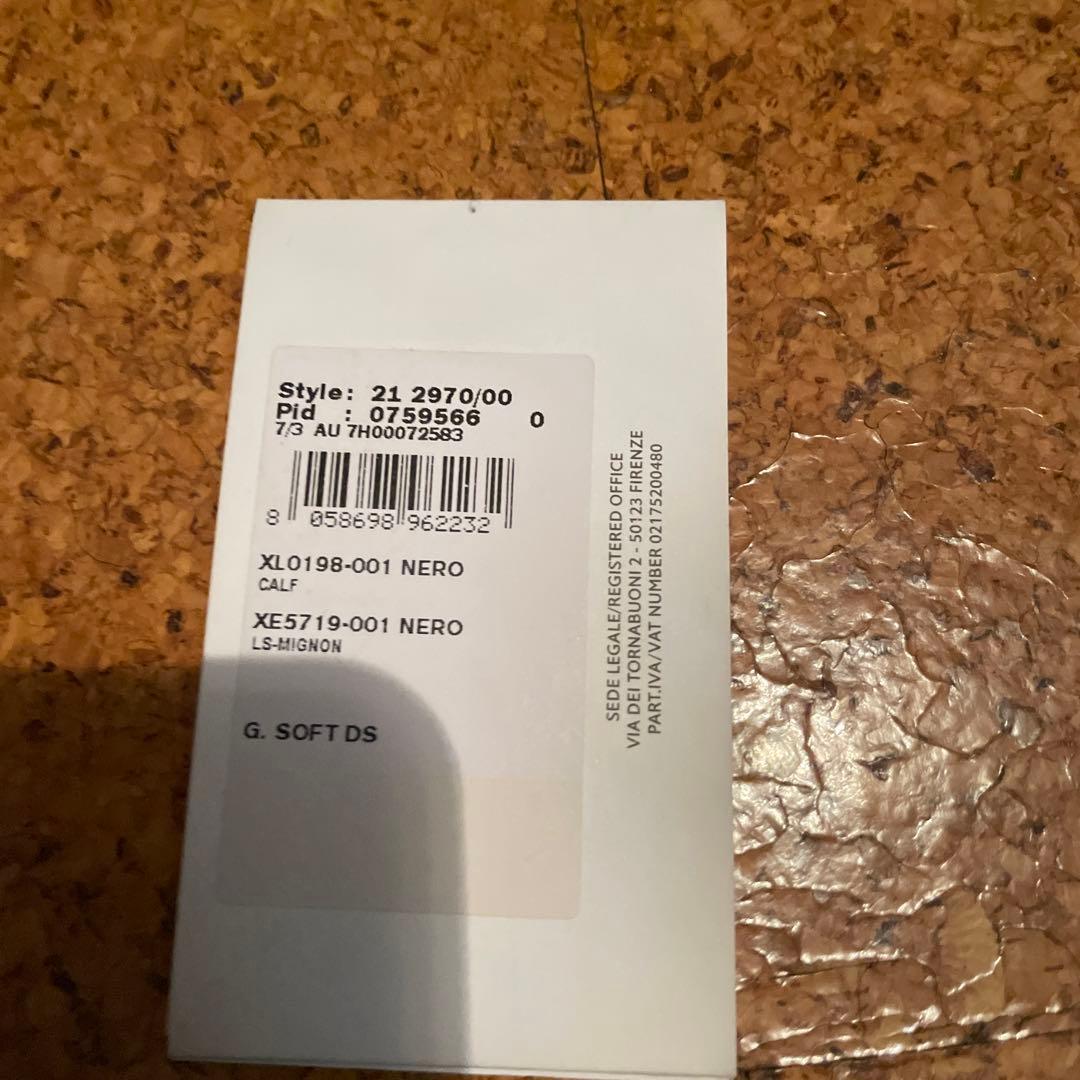 Style: 21 2970/00
Pid : 0759566 0
7/3 AU 7H00072583
8 058698 962232
XL0198-001 NERO
CALF
XE5719-001 NERO
LS-MIGNON
G. SOFT DS
SEDE LEGALE/REGISTERED OFFICE
VIA DEI TORNABUONI 2 - 50123 FIRENZE
PART.IVA/VAT NUMBER 02175200480